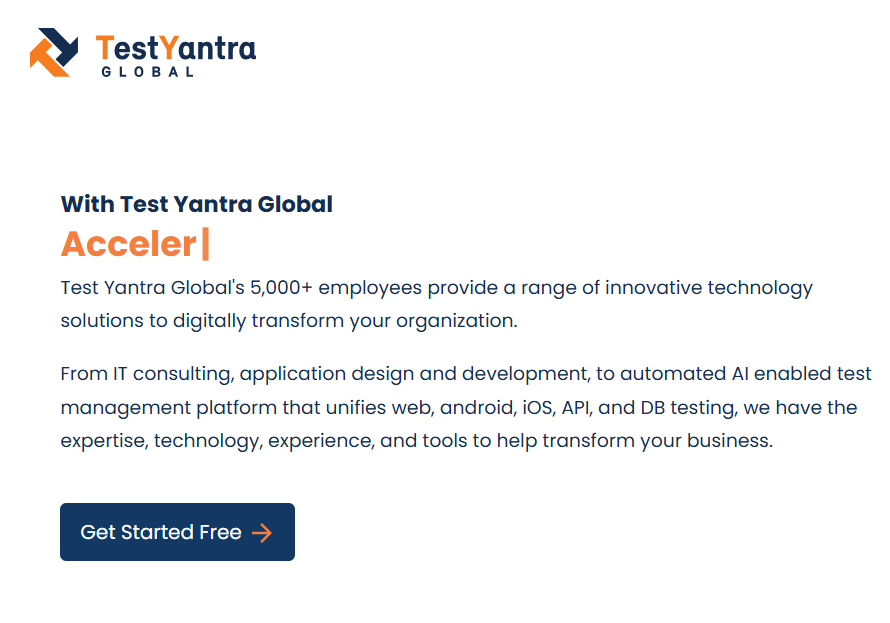 TestYantra
GLOBAL
With Test Yantra Global
Acceler|
Test Yantra Global's 5,000+ employees provide a range of innovative technology
solutions to digitally transform your organization.
From IT consulting, application design and development, to automated AI enabled test
management platform that unifies web, android, iOS, API, and DB testing, we have the
expertise, technology, experience, and tools to help transform your business.
Get Started Free →